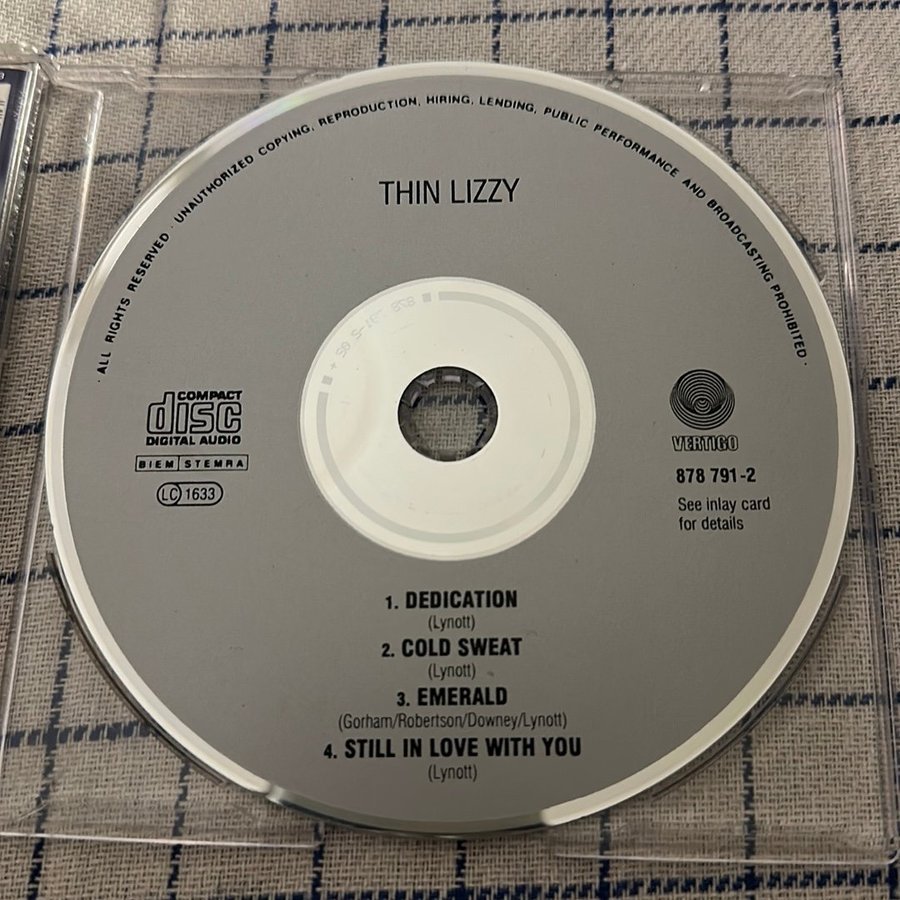 · ALL RIGHTS RESERVED · UNAUTHORIZED COPYING, REPRODUCTION, HIRING, LENDING, PUBLIC PERFORMANCE AND BROADCASTING PROHIBITED ·
THIN LIZZY
COMPACT
disc
DIGITAL AUDIO
BIEM STEMRA
LC 1633
VERTIGO
878 791-2
See inlay card
for details
1. DEDICATION
(Lynott)
2. COLD SWEAT
(Lynott)
3. EMERALD
(Gorham/Robertson/Downey/Lynott)
4. STILL IN LOVE WITH YOU
(Lynott)